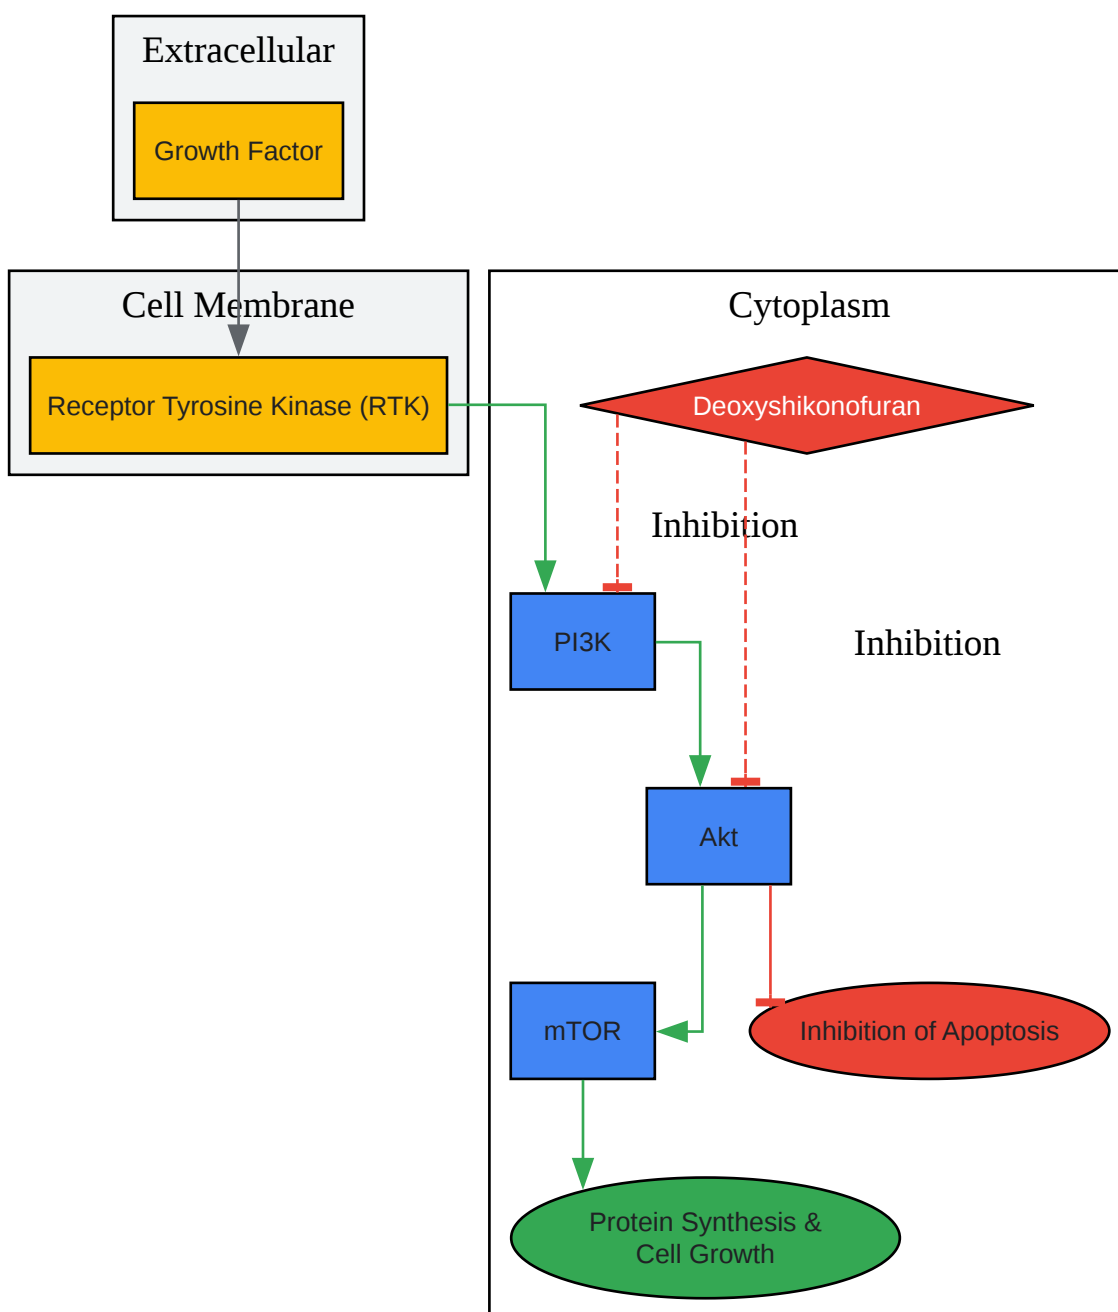 Extracellular
Growth Factor
Cell Membrane
Receptor Tyrosine Kinase (RTK)
Cytoplasm
Deoxyshikonofuran
Inhibition
PI3K
Inhibition
Akt
mTOR
Inhibition of Apoptosis
Protein Synthesis &
Cell Growth